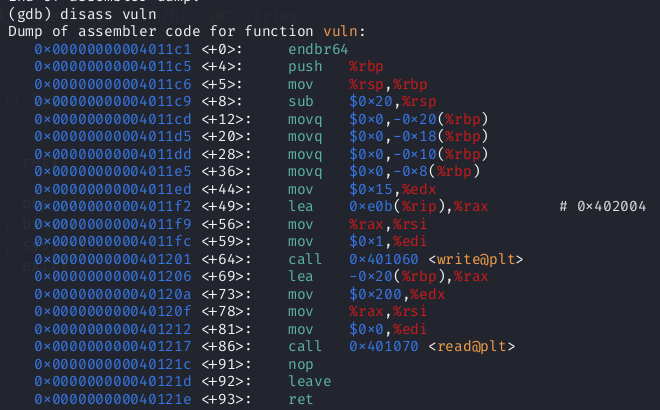 (gdb) disass vuln
Dump of assembler code for function vuln:
0x00000000004011c1 <+0>: endbr64
0x00000000004011c5 <+4>: push %rbp
0x00000000004011c6 <+5>: mov %rsp,%rbp
0x00000000004011c9 <+8>: sub $0x20,%rsp
0x00000000004011cd <+12>: movq $0x0,-0x20(%rbp)
0x00000000004011d5 <+20>: movq $0x0,-0x18(%rbp)
0x00000000004011dd <+28>: movq $0x0,-0x10(%rbp)
0x00000000004011e5 <+36>: movq $0x0,-0x8(%rbp)
0x00000000004011ed <+44>: mov $0x15,%edx
0x00000000004011f2 <+49>: lea 0xe0b(%rip),%rax # 0x402004
0x00000000004011f9 <+56>: mov %rax,%rsi
0x00000000004011fc <+59>: mov $0x1,%edi
0x0000000000401201 <+64>: call 0x401060 <write@plt>
0x0000000000401206 <+69>: lea -0x20(%rbp),%rax
0x000000000040120a <+73>: mov $0x200,%edx
0x000000000040120f <+78>: mov %rax,%rsi
0x0000000000401212 <+81>: mov $0x0,%edi
0x0000000000401217 <+86>: call 0x401070 <read@plt>
0x000000000040121c <+91>: nop
0x000000000040121d <+92>: leave
0x000000000040121e <+93>: ret